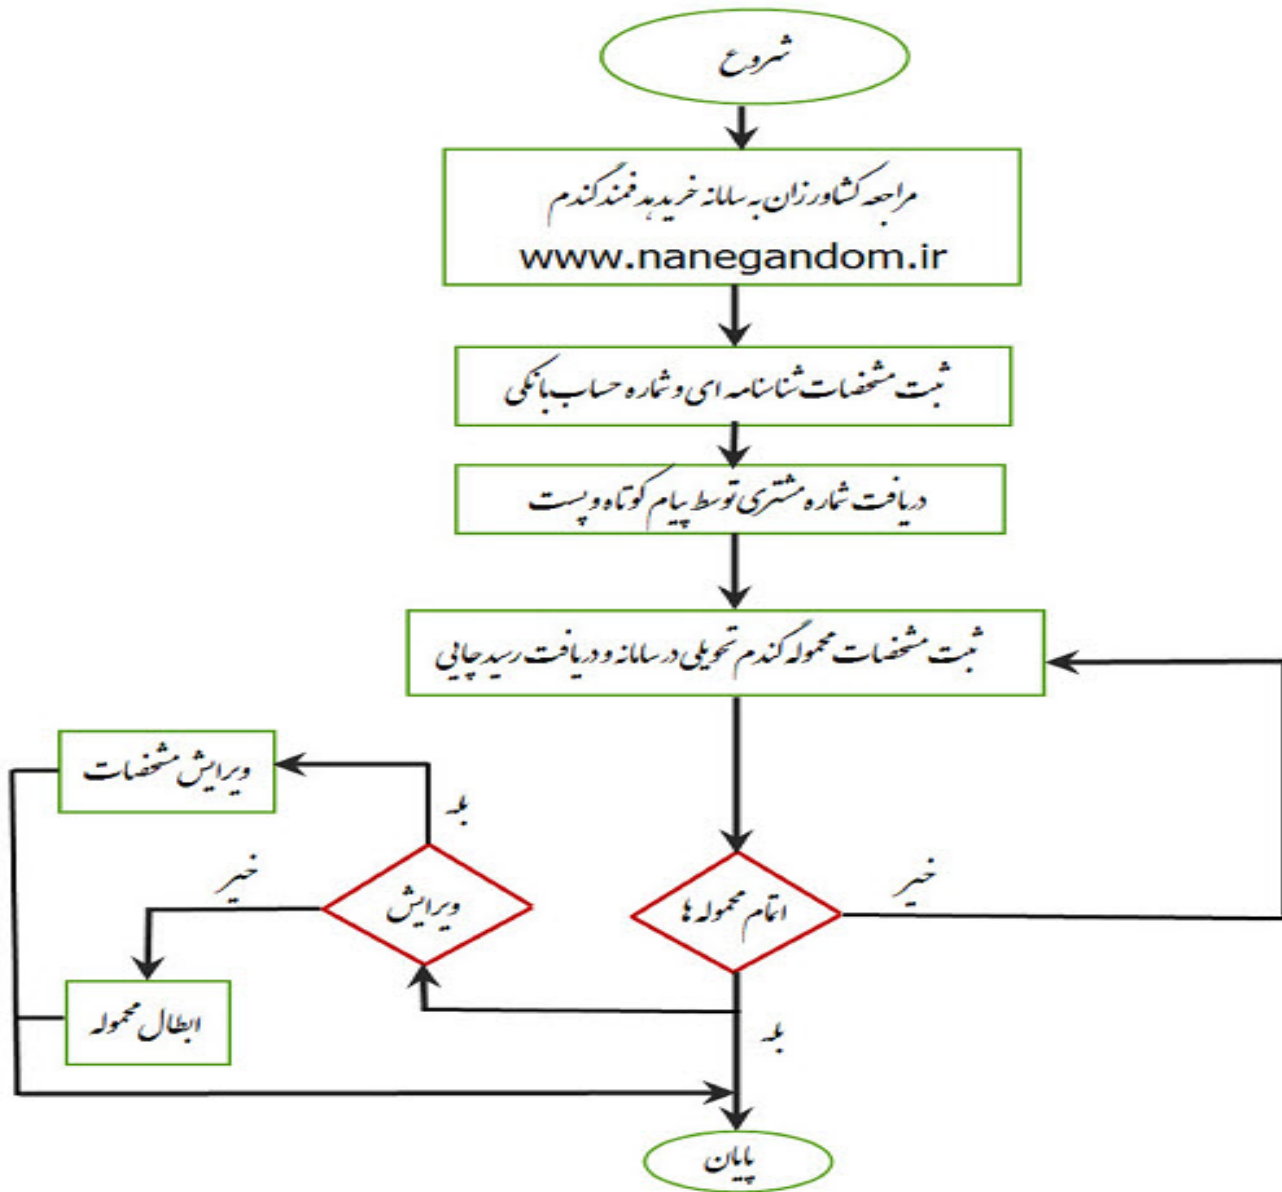 شروع
مراجعه کشاورزان به سامانه خرید هدفمند گندم
www.nanegandom.ir
ثبت مشخصات شناسنامه ای و شماره حساب بانکی
دریافت شماره مشتری توسط پیام کوتاه و پست
ثبت مشخصات محموله گندم تحویلی در سامانه و دریافت رسید چاپی
ویرایش مشخصات
بله
خیر
خیر
ویرایش
اتمام محموله ها
ابطال محموله
بله
پایان